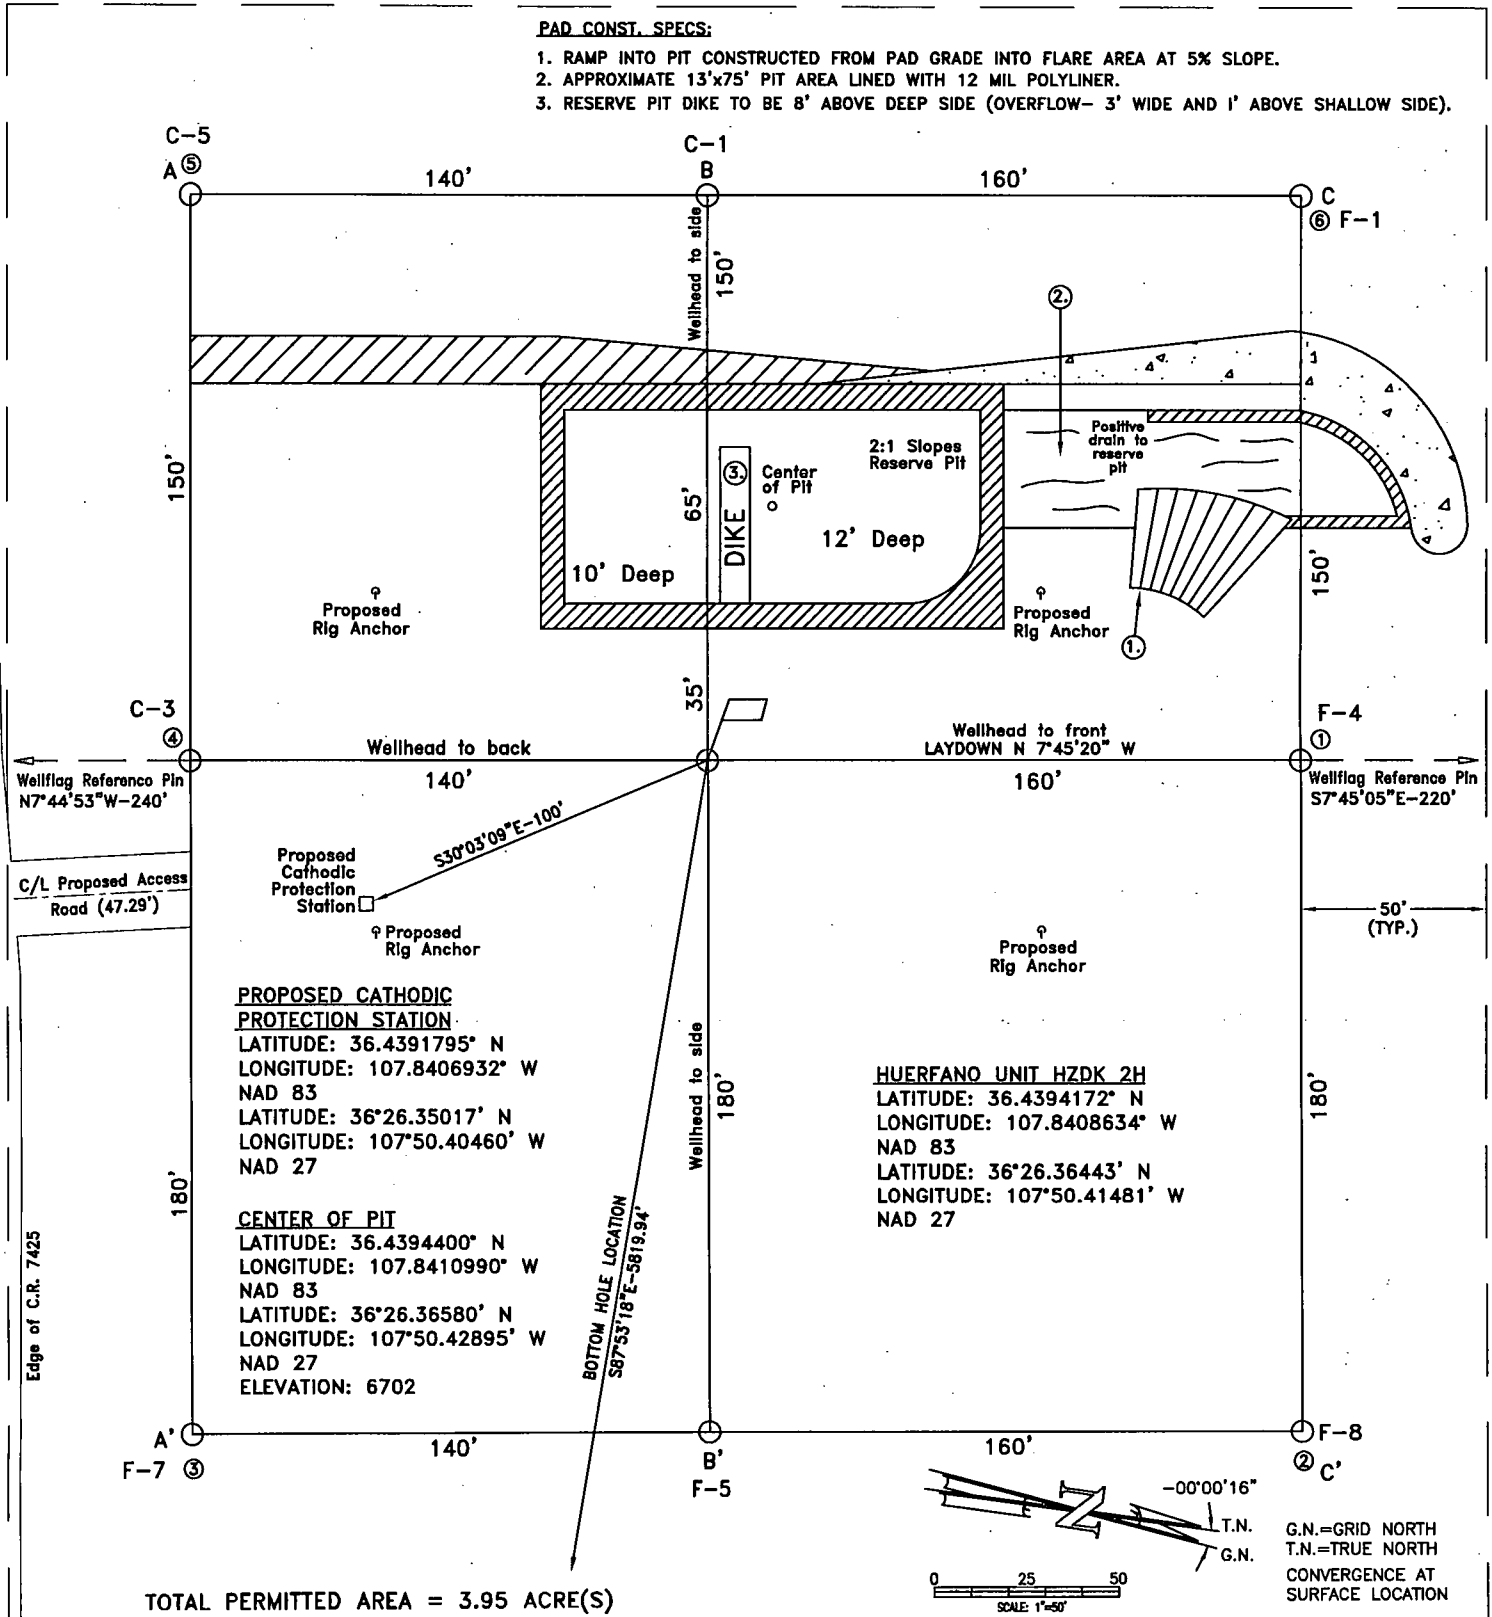 PAD CONST. SPECS:
1. RAMP INTO PIT CONSTRUCTED FROM PAD GRADE INTO FLARE AREA AT 5% SLOPE.
2. APPROXIMATE 13'x75' PIT AREA LINED WITH 12 MIL POLYLINER.
3. RESERVE PIT DIKE TO BE 8' ABOVE DEEP SIDE (OVERFLOW- 3' WIDE AND 1' ABOVE SHALLOW SIDE).
C-5
A ⑤
140'
C-1
B
160'
C
⑥ F-1
Wellhead to side
150'
2.
150'
65'
DIKE
3.
Center
of Pit
2:1 Slopes
Reserve Pit
12' Deep
10' Deep
Positive
drain to
reserve
pit
150'
Proposed
Rig Anchor
Proposed
Rig Anchor
1.
35'
C-3
④
Wellhead to back
140'
Wellhead to front
LAYDOWN N 7°45'20" W
160'
F-4
①
Wellflag Reference Pin
N7°44'53"W-240'
Wellflag Reference Pin
S7°45'05"E-220'
S30°03'09"E-100'
Proposed
Cathodic
Protection
Station
C/L Proposed Access
Road (47.29')
Proposed
Rig Anchor
Proposed
Rig Anchor
50'
(TYP.)
PROPOSED CATHODIC
PROTECTION STATION
LATITUDE: 36.4391795° N
LONGITUDE: 107.8406932° W
NAD 83
LATITUDE: 36°26.35017' N
LONGITUDE: 107°50.40460' W
NAD 27
Wellhead to side
180'
HUERFANO UNIT HZDK 2H
LATITUDE: 36.4394172° N
LONGITUDE: 107.8408634° W
NAD 83
LATITUDE: 36°26.36443' N
LONGITUDE: 107°50.41481' W
NAD 27
180'
180'
CENTER OF PIT
LATITUDE: 36.4394400° N
LONGITUDE: 107.8410990° W
NAD 83
LATITUDE: 36°26.36580' N
LONGITUDE: 107°50.42895' W
NAD 27
ELEVATION: 6702
BOTTOM HOLE LOCATION
S87°53'18"E-5819.94'
Edge of C.R. 7425
A'
F-7 ③
140'
B'
F-5
160'
F-8
② C'
N
-00°00'16"
T.N.
G.N.
G.N.=GRID NORTH
T.N.=TRUE NORTH
CONVERGENCE AT
SURFACE LOCATION
0 25 50
SCALE: 1"=50'
TOTAL PERMITTED AREA = 3.95 ACRE(S)